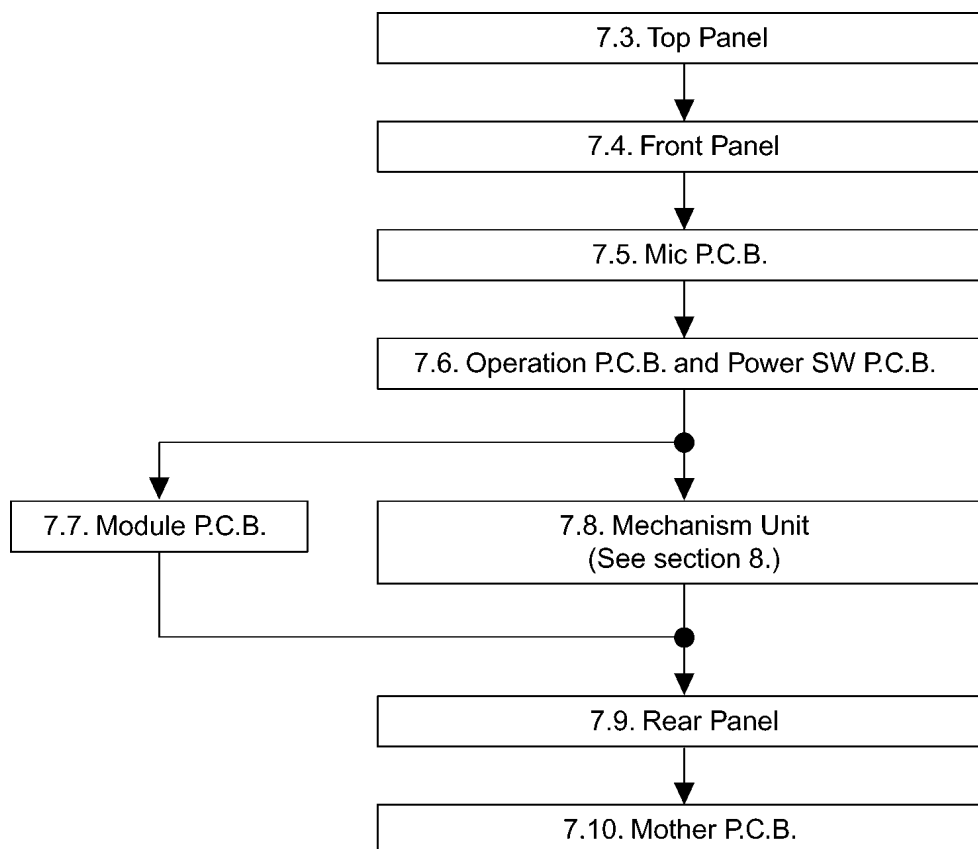 7.3. Top Panel
7.4. Front Panel
7.5. Mic P.C.B.
7.6. Operation P.C.B. and Power SW P.C.B.
7.7. Module P.C.B.
7.8. Mechanism Unit
(See section 8.)
7.9. Rear Panel
7.10. Mother P.C.B.